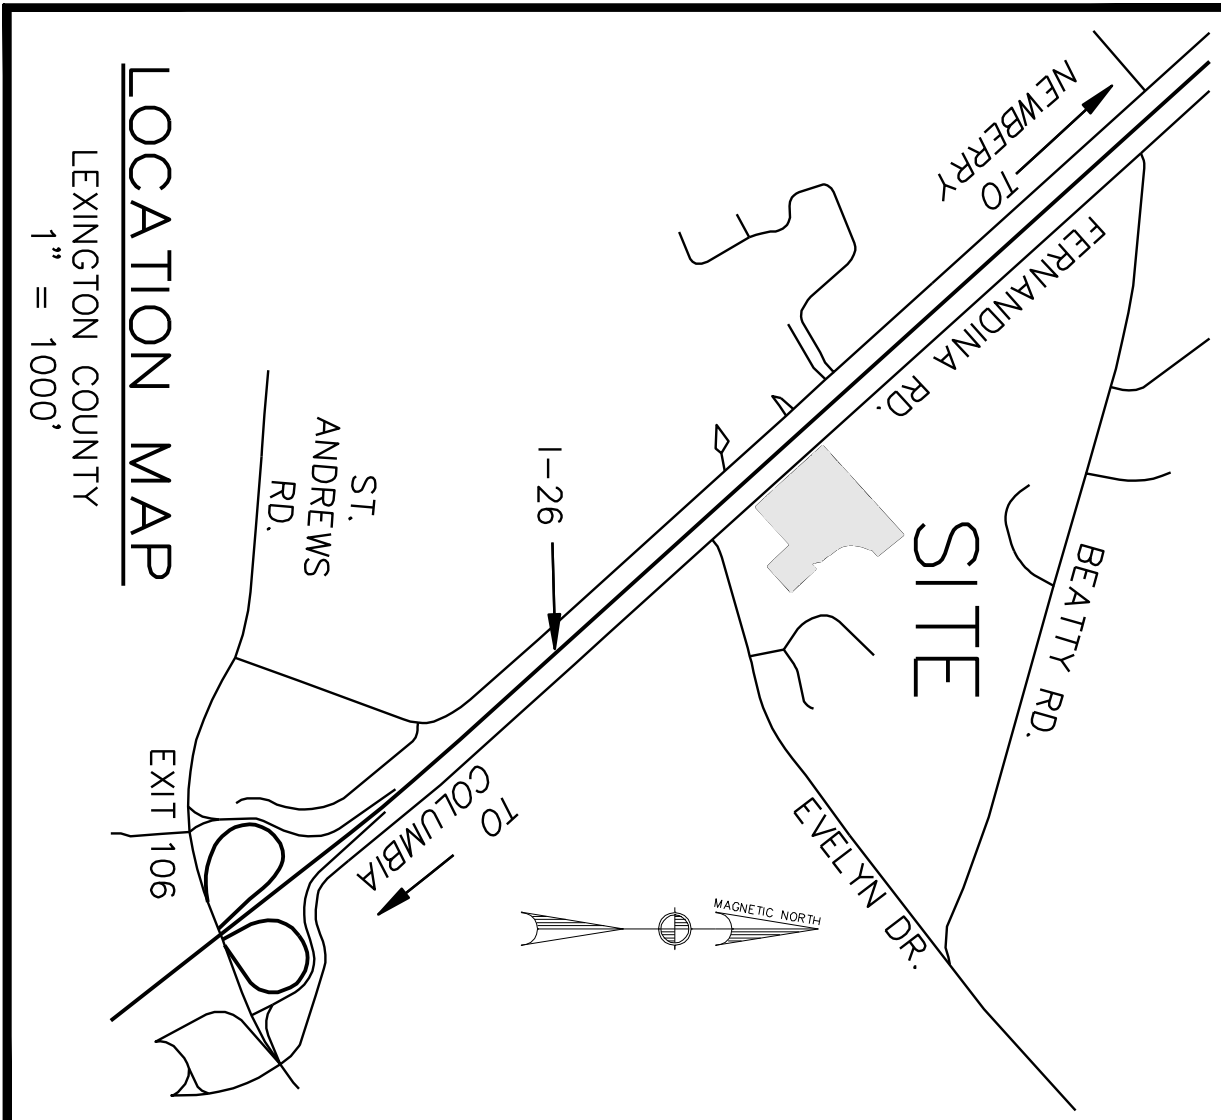 LOCATION MAP
LEXINGTON COUNTY
1" = 1000'
TO
NEWBERRY
FERNANDINA RD.
BEATTY RD.
SITE
I-26
ST.
ANDREWS
RD.
EXIT 106
TO
COLUMBIA
EVELYN DR.
MAGNETIC NORTH